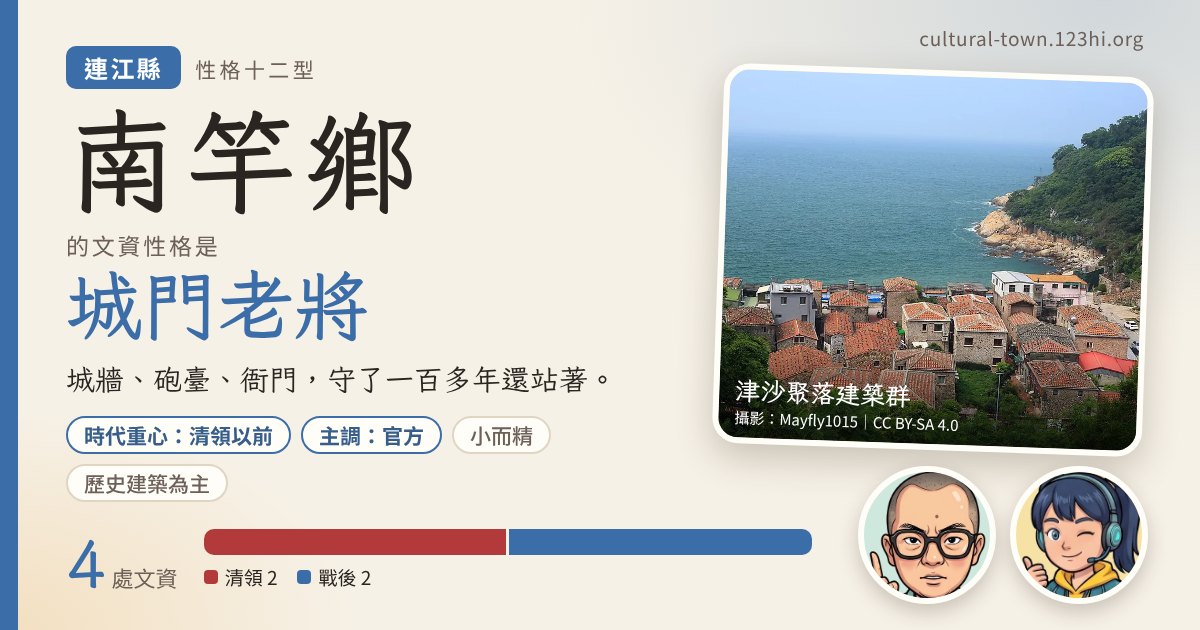 cultural-town.123hi.org
連江縣 性格十二型
南竿鄉
的文資性格是
城門老將
城牆、砲臺、衙門，守了一百多年還站著。
時代重心：清領以前 主調：官方 小而精
歷史建築為主
4 處文資
清領 2 戰後 2
津沙聚落建築群
攝影：Mayfly1015｜CC BY-SA 4.0